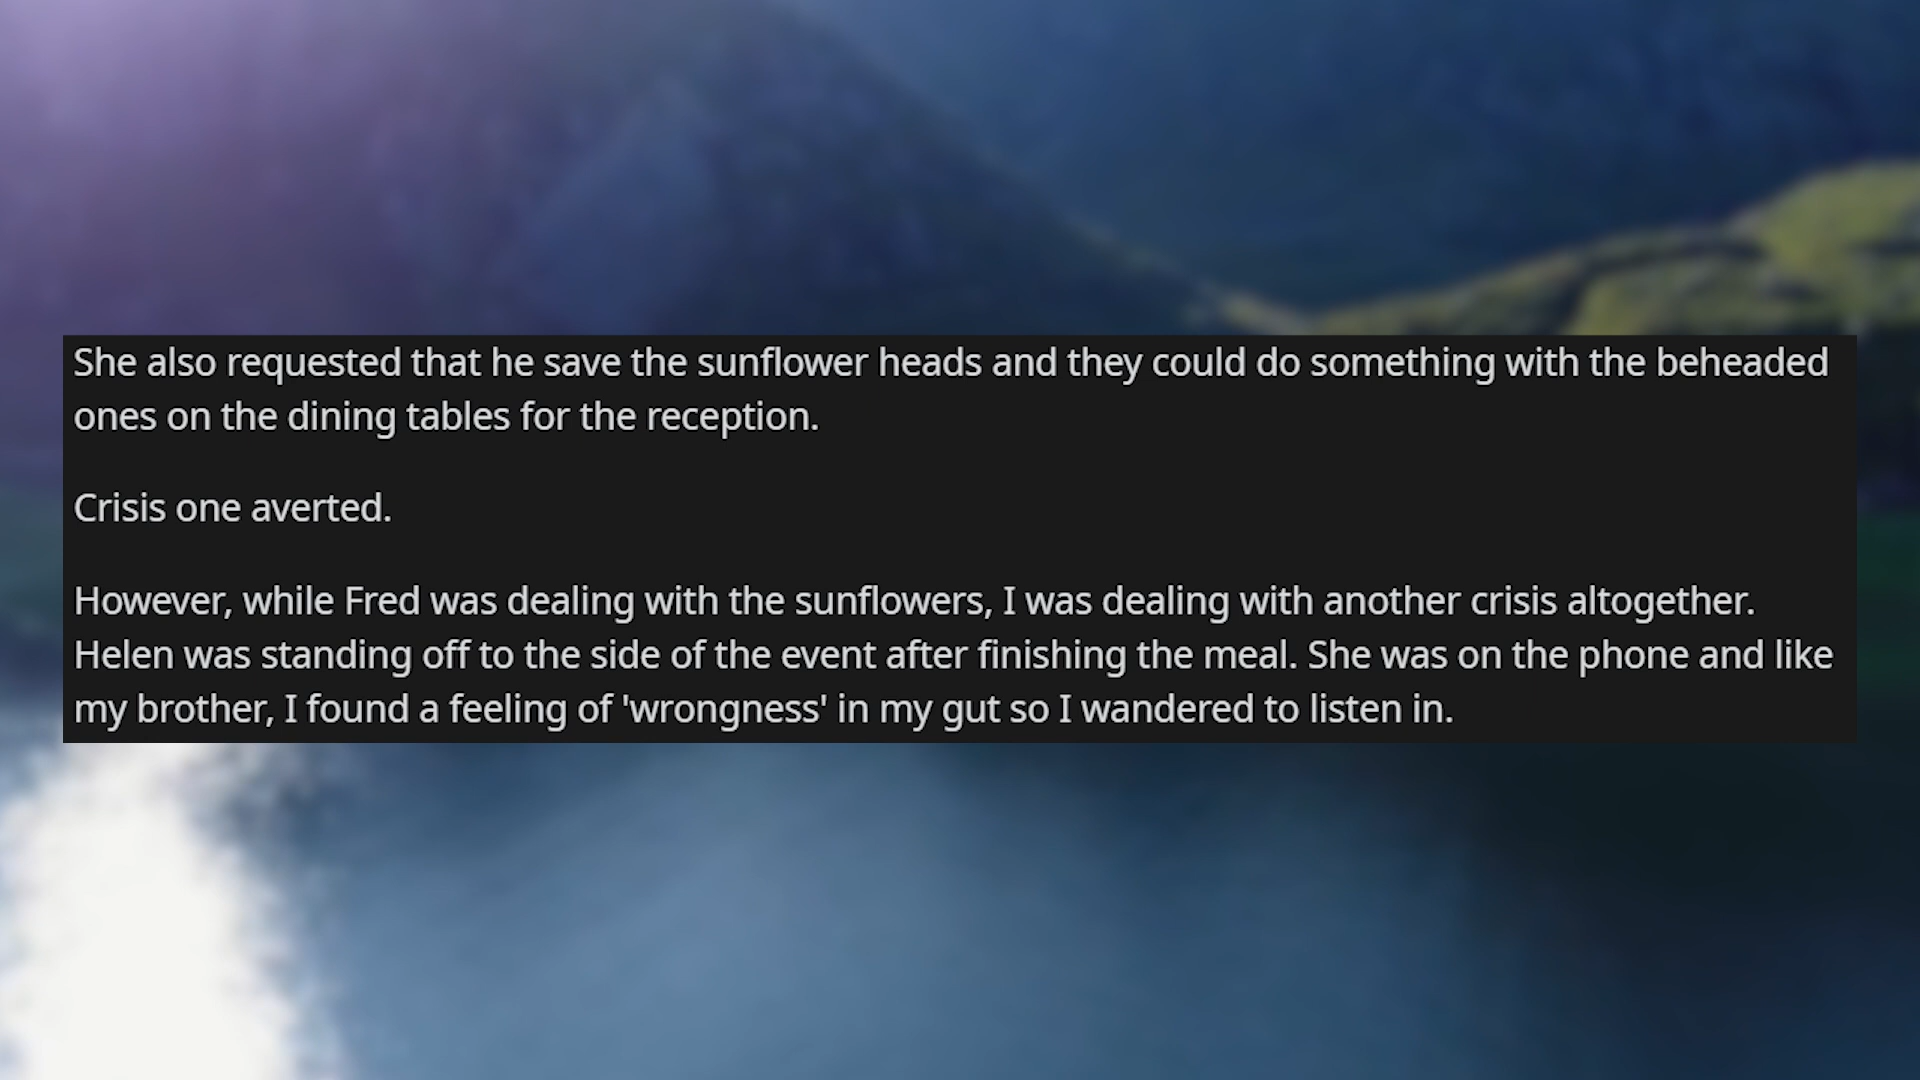 She also requested that he save the sunflower heads and they could do something with the beheaded
ones on the dining tables for the reception.
Crisis one averted.
However, while Fred was dealing with the sunflowers, I was dealing with another crisis altogether.
Helen was standing off to the side of the event after finishing the meal. She was on the phone and like
my brother, I found a feeling of 'wrongness' in my gut so I wandered to listen in.